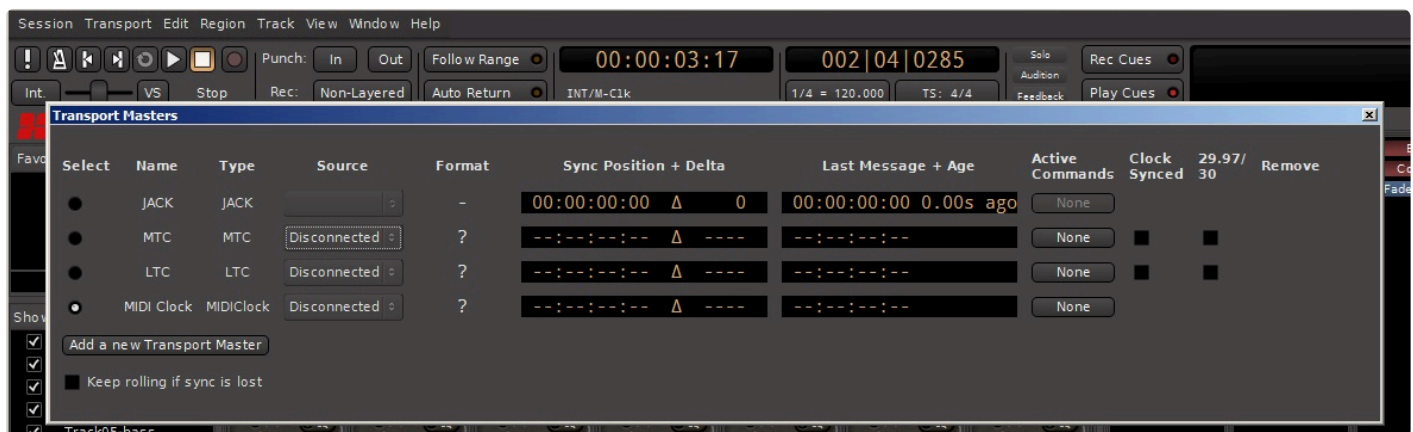 Session Transport Edit Region Track View Window Help
Punch: In Out Follow Range 00:00:03:17 002|04|0285 Solo Rec Cues
Audition
Int. VS Stop Rec: Non-Layered Auto Return INT/M-Clk 1/4 = 120.000 TS: 4/4 Feedback Play Cues
Transport Masters
Select Name Type Source Format Sync Position + Delta Last Message + Age Active Commands Clock Synced 29.97/30 Remove
JACK JACK – 00:00:00:00 Δ 0 00:00:00:00 0.00s ago None
MTC MTC Disconnected ? --:--:--:-- Δ ---- --:--:--:-- None
LTC LTC Disconnected ? --:--:--:-- Δ ---- --:--:--:-- None
MIDI Clock MIDIClock Disconnected ? --:--:--:-- Δ ---- --:--:--:-- None
Add a new Transport Master
Keep rolling if sync is lost